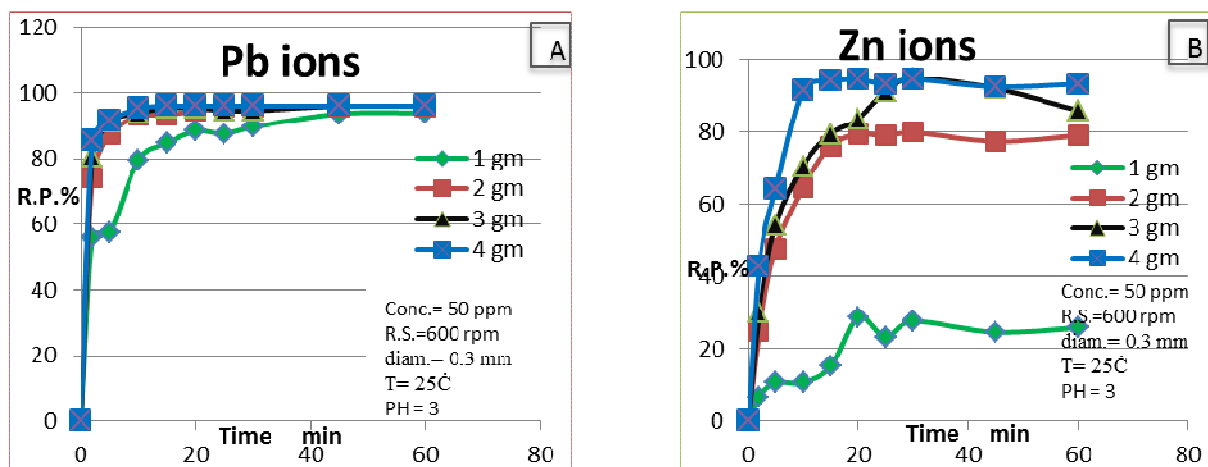 A
Pb ions
120
100
80
60
40
20
0
R.P.%
1 gm
2 gm
3 gm
4 gm
Conc.= 50 ppm
R.S.=600 rpm
diam.= 0.3 mm
T= 25Ċ
PH = 3
Time min
0 20 40 60 80
B
Zn ions
100
80
60
40
20
0
R.P.%
1 gm
2 gm
3 gm
4 gm
Conc.= 50 ppm
R.S.=600 rpm
diam.= 0.3 mm
T= 25Ċ
PH = 3
Time min
0 20 40 60 80